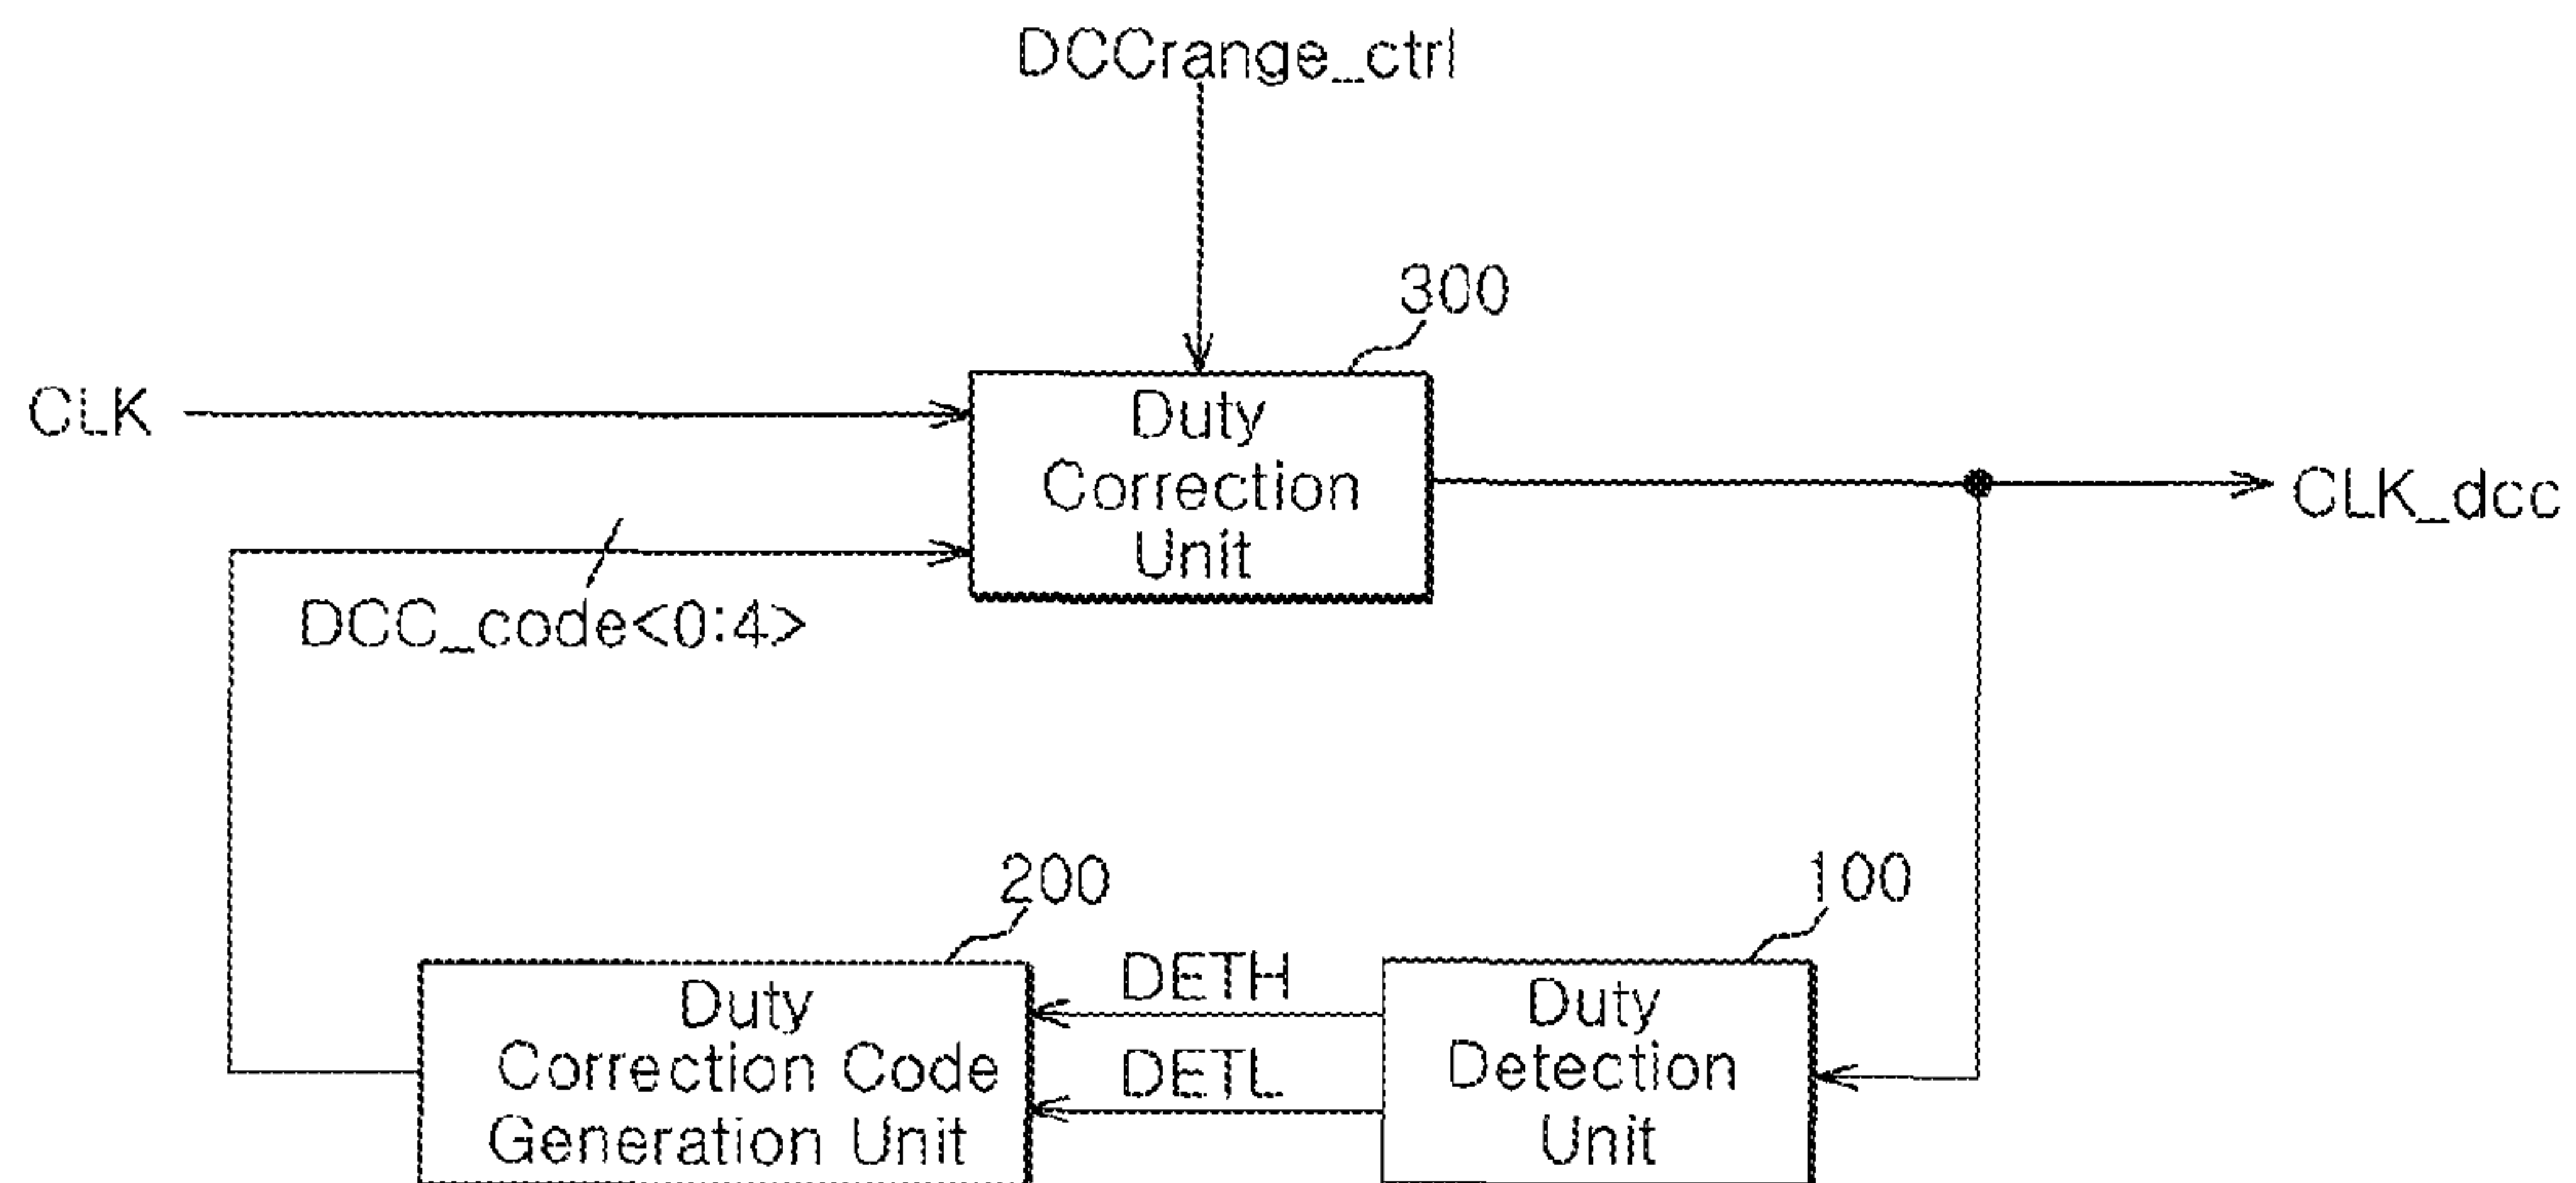 DCCrange_ctrl
300
CLK
Duty
Correction
Unit
CLK_dcc
DCC_code<0:4>
200
100
DETH
DETL
Duty
Correction Code
Generation Unit
Duty
Detection
Unit